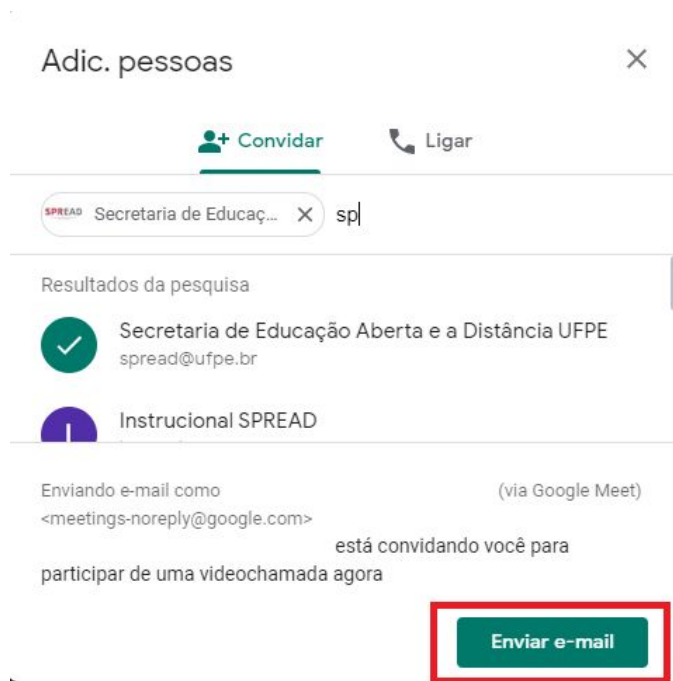 Adic. pessoas
Convidar
Ligar
SPREAD Secretaria de Educaç... sp
Resultados da pesquisa
Secretaria de Educação Aberta e a Distância UFPE
spread@ufpe.br
I
Instrucional SPREAD
Enviando e-mail como (via Google Meet)
<meetings-noreply@google.com>
está convidando você para
participar de uma videochamada agora
Enviar e-mail